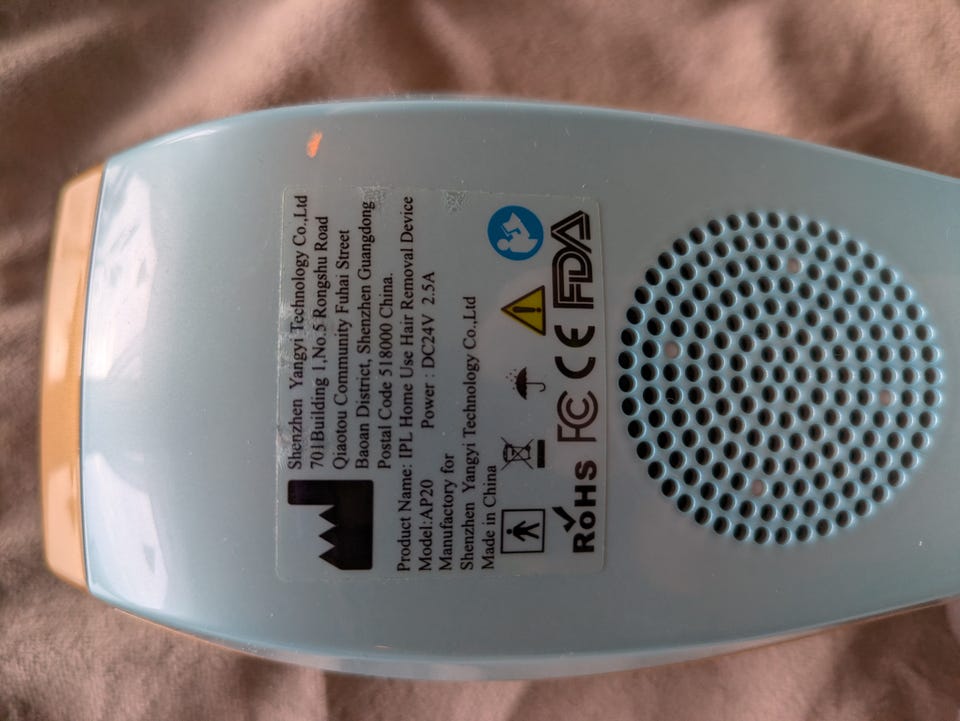 Shenzhen Yangyi Technology Co.,Ltd
701Building 1,No.5 Rongshu Road
Qiaotou Community Fuhai Street
Baoan District, Shenzhen Guangdong
Postal Code 518000 China.
Product Name: IPL Home Use Hair Removal Device
Model:AP20 Power : DC24V 2.5A
Manufactory for
Shenzhen Yangyi Technology Co.,Ltd
Made in China
RoHS FC CE FDA